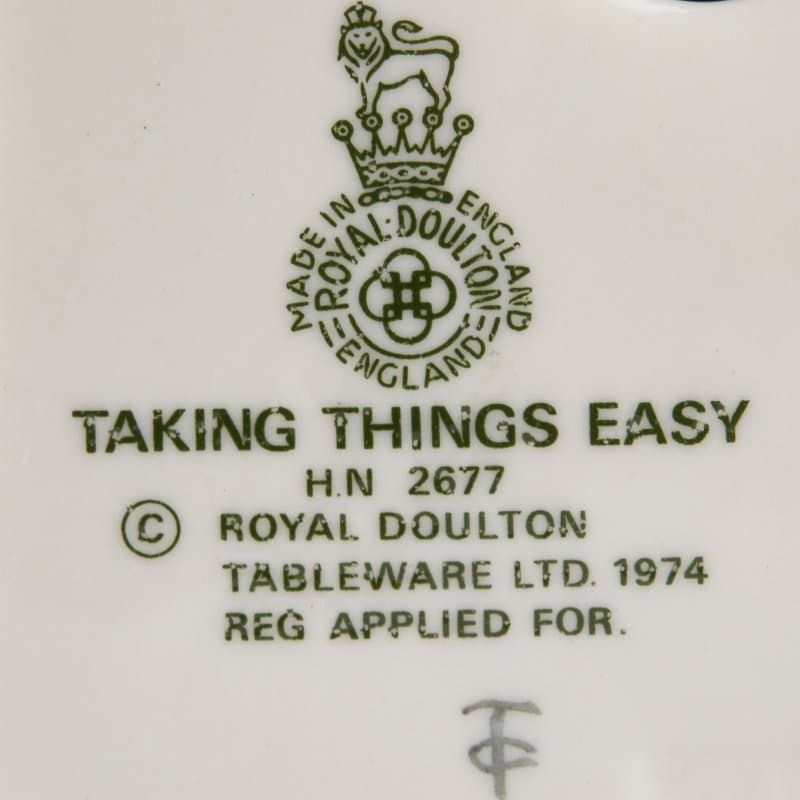 MADE IN ENGLAND
ROYAL DOULTON
ENGLAND
TAKING THINGS EASY
H.N 2677
© ROYAL DOULTON
TABLEWARE LTD. 1974
REG APPLIED FOR.